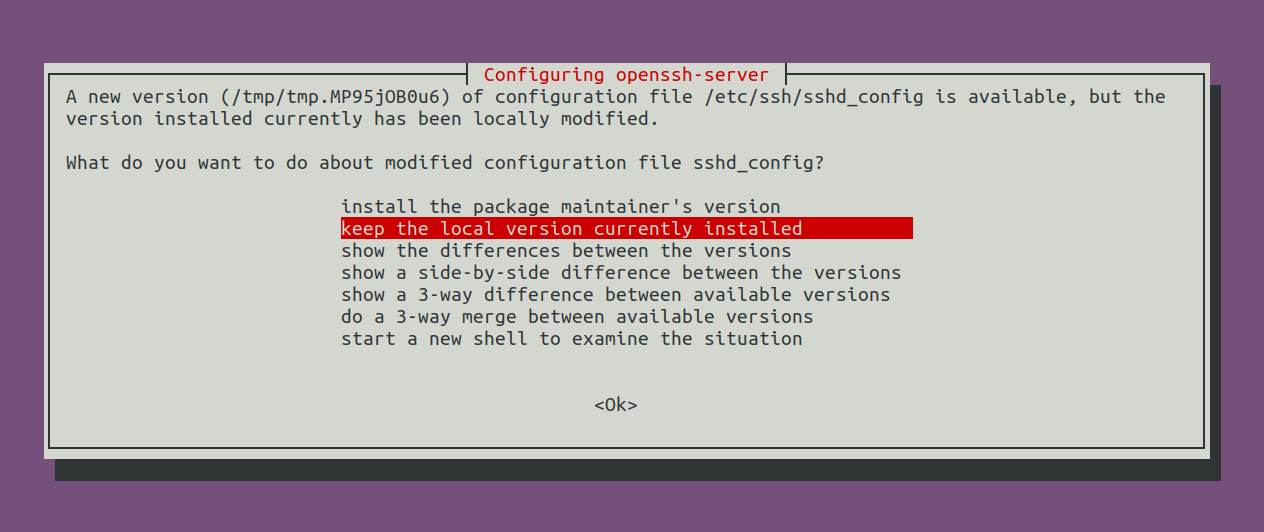 Configuring openssh-server
A new version (/tmp/tmp.MP95jOB0u6) of configuration file /etc/ssh/sshd_config is available, but the
version installed currently has been locally modified.
What do you want to do about modified configuration file sshd_config?
install the package maintainer's version
keep the local version currently installed
show the differences between the versions
show a side-by-side difference between the versions
show a 3-way difference between available versions
do a 3-way merge between available versions
start a new shell to examine the situation
<Ok>